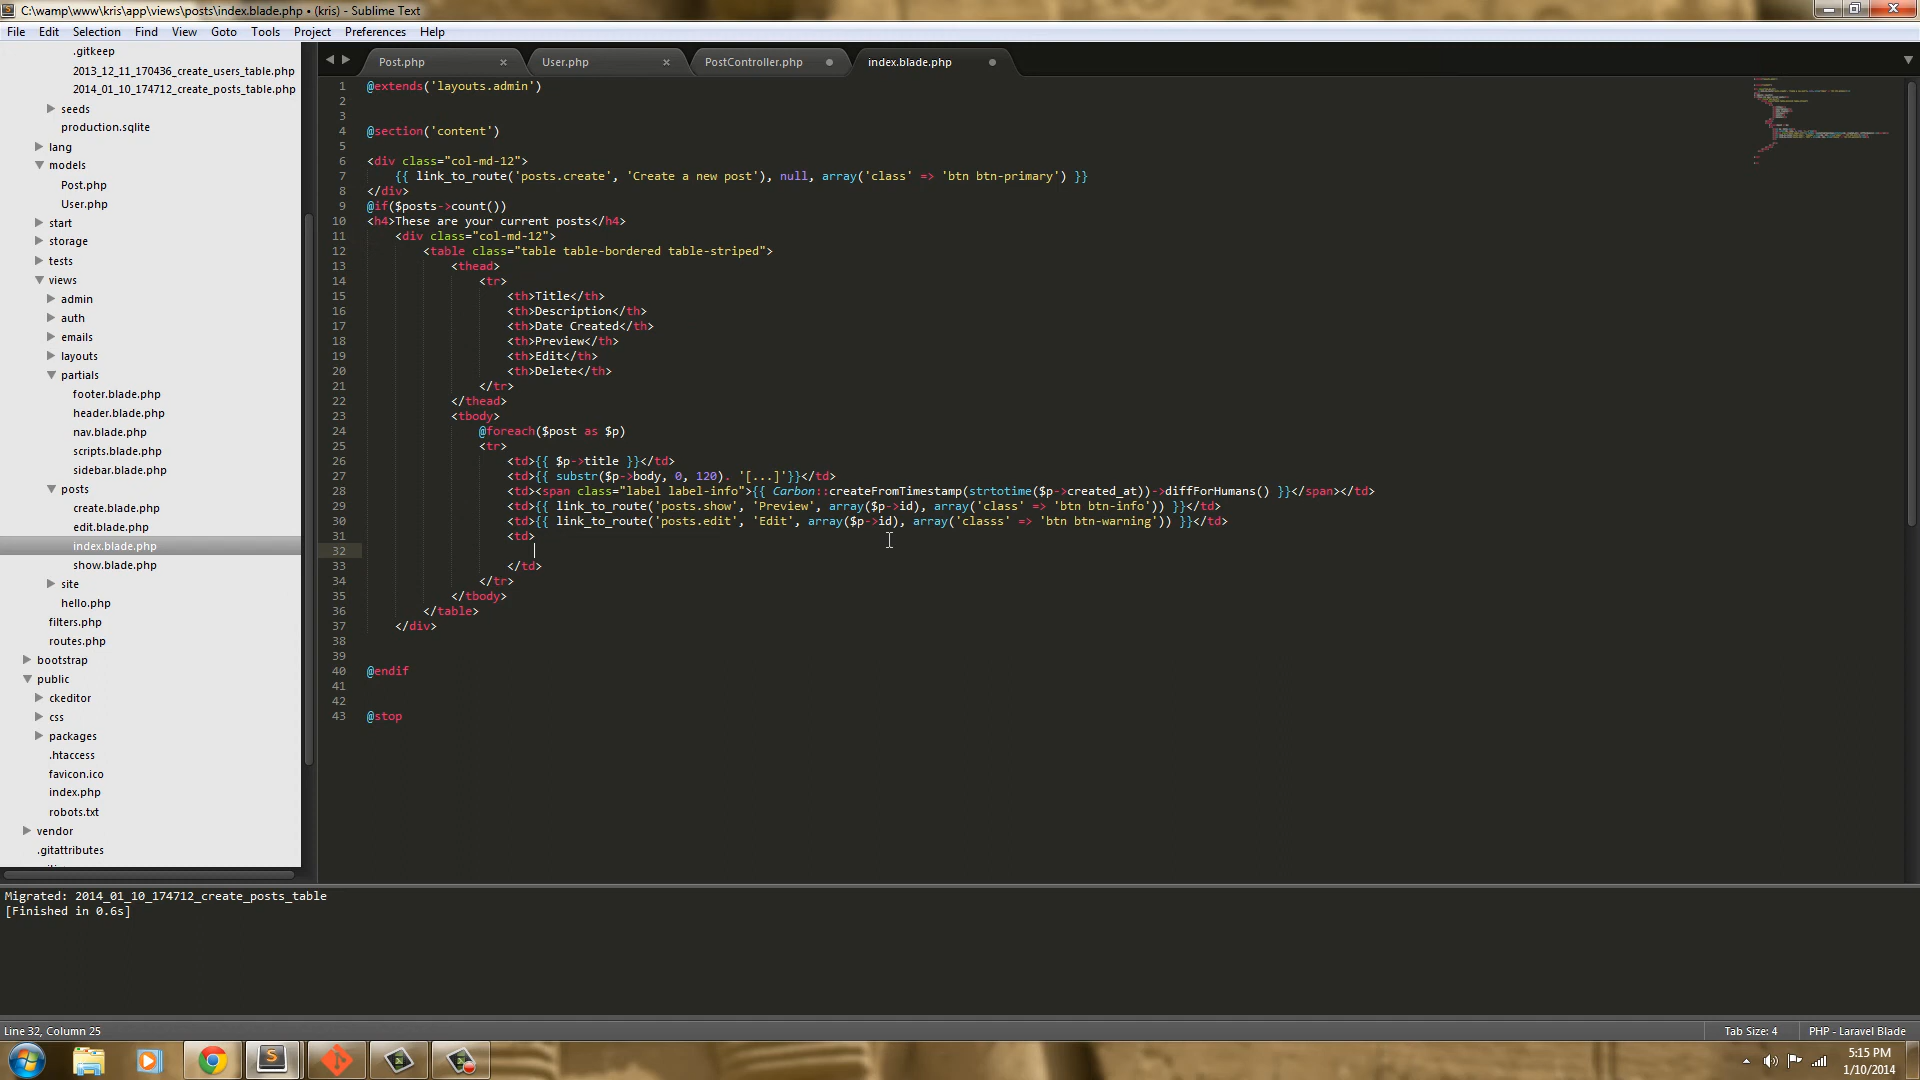 C:\wamp\www\kris\app\views\posts\index.blade.php • (kris) - Sublime Text
File Edit Selection Find View Goto Tools Project Preferences Help
.gitkeep
2013_12_11_170436_create_users_table.php
2014_01_10_174712_create_posts_table.php
seeds
production.sqlite
lang
models
Post.php
User.php
start
storage
tests
views
admin
auth
emails
layouts
partials
footer.blade.php
header.blade.php
nav.blade.php
scripts.blade.php
sidebar.blade.php
posts
create.blade.php
edit.blade.php
index.blade.php
show.blade.php
site
hello.php
filters.php
routes.php
bootstrap
public
ckeditor
css
packages
.htaccess
favicon.ico
index.php
robots.txt
vendor
.gitattributes
Post.php User.php PostController.php index.blade.php
1 @extends('layouts.admin')
2
3
4 @section('content')
5
6 <div class="col-md-12">
7 {{ link_to_route('posts.create', 'Create a new post'), null, array('class' => 'btn btn-primary') }}
8 </div>
9 @if($posts->count())
10 <h4>These are your current posts</h4>
11 <div class="col-md-12">
12 <table class="table table-bordered table-striped">
13 <thead>
14 <tr>
15 <th>Title</th>
16 <th>Description</th>
17 <th>Date Created</th>
18 <th>Preview</th>
19 <th>Edit</th>
20 <th>Delete</th>
21 </tr>
22 </thead>
23 <tbody>
24 @foreach($post as $p)
25 <tr>
26 <td>{{ $p->title }}</td>
27 <td>{{ substr($p->body, 0, 120). '[...]'}}</td>
28 <td><span class="label label-info">{{ Carbon::createFromTimestamp(strtotime($p->created_at))->diffForHumans() }}</span></td>
29 <td>{{ link_to_route('posts.show', 'Preview', array($p->id), array('class' => 'btn btn-info')) }}</td>
30 <td>{{ link_to_route('posts.edit', 'Edit', array($p->id), array('classs' => 'btn btn-warning')) }}</td>
31 <td>
32
33 </td>
34 </tr>
35 </tbody>
36 </table>
37 </div>
38
39
40 @endif
41
42
43 @stop
Migrated: 2014_01_10_174712_create_posts_table
[Finished in 0.6s]
Line 32, Column 25 Tab Size: 4 PHP - Laravel Blade
5:15 PM
1/10/2014